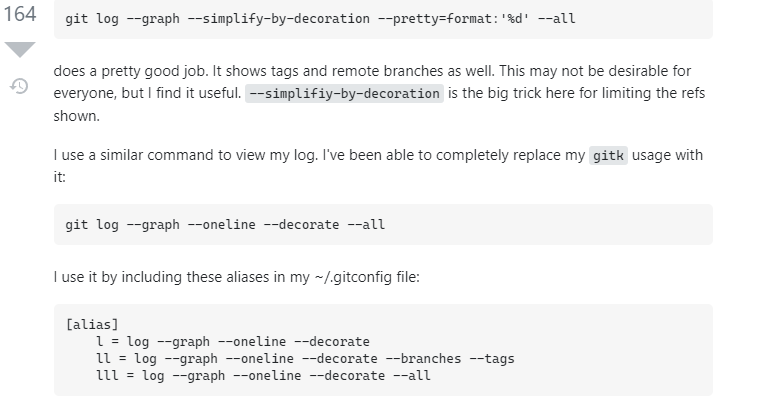 164
git log --graph --simplify-by-decoration --pretty=format:'%d' --all
does a pretty good job. It shows tags and remote branches as well. This may not be desirable for
everyone, but I find it useful. --simplifiy-by-decoration is the big trick here for limiting the refs
shown.
I use a similar command to view my log. I've been able to completely replace my gitk usage with
it:
git log --graph --oneline --decorate --all
I use it by including these aliases in my ~/.gitconfig file:
[alias]
l = log --graph --oneline --decorate
ll = log --graph --oneline --decorate --branches --tags
lll = log --graph --oneline --decorate --all